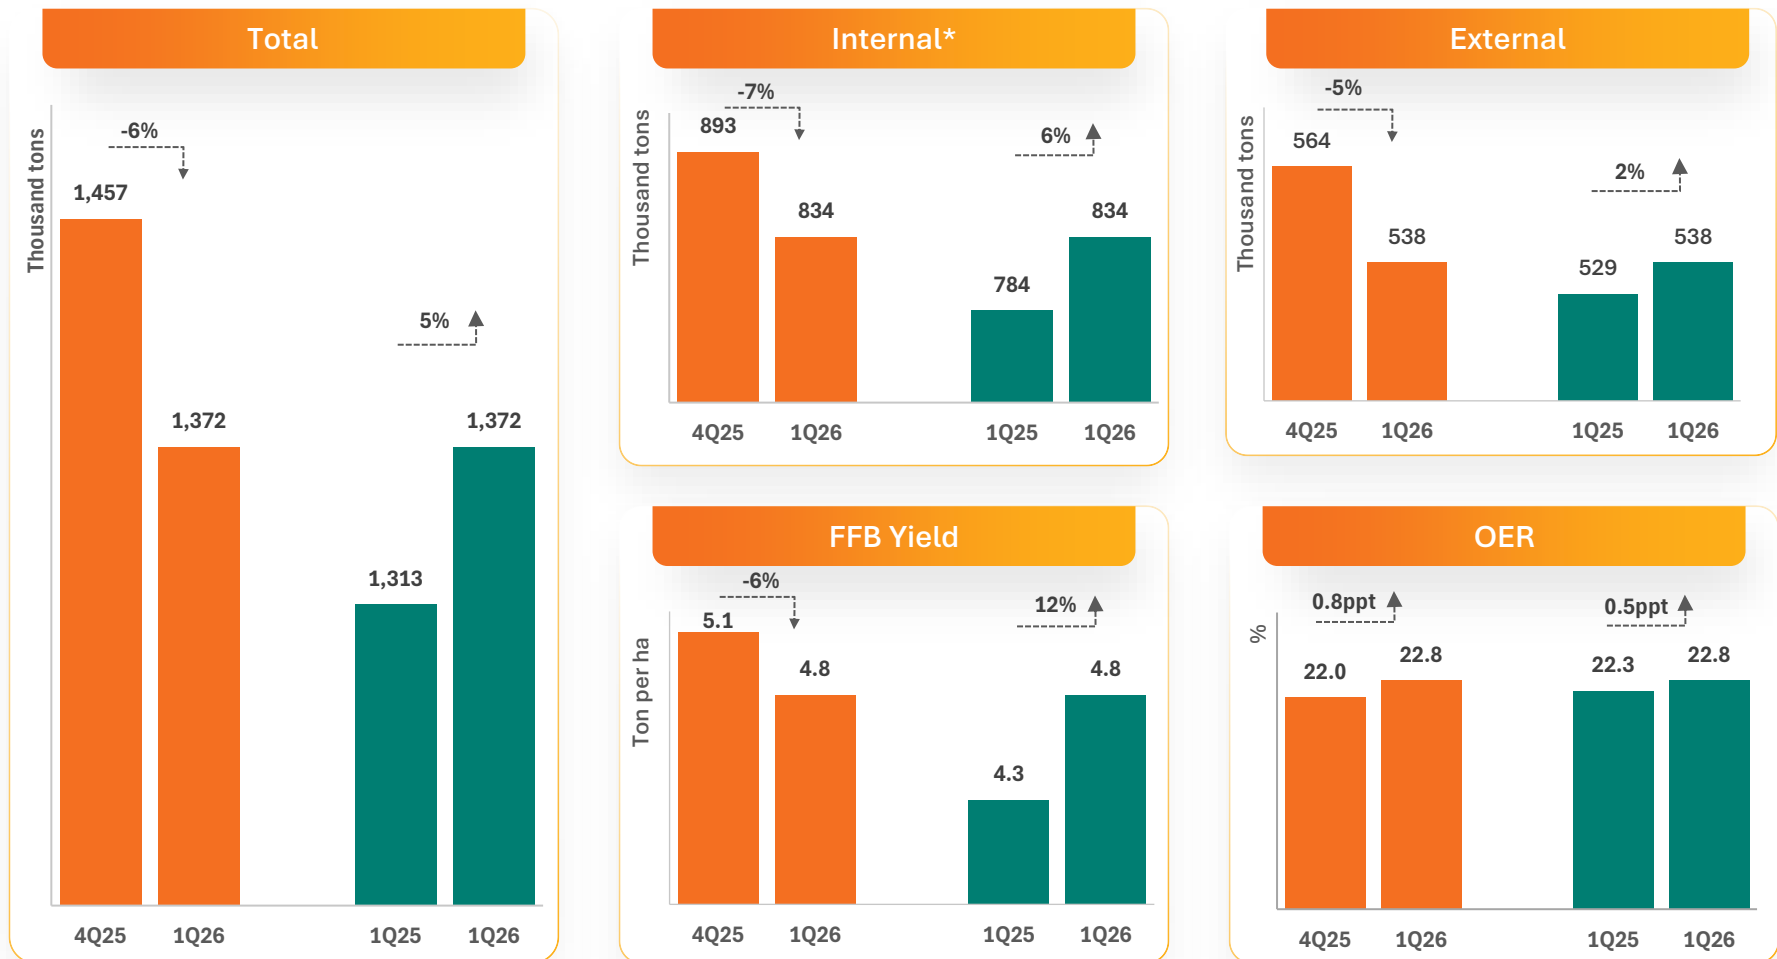 Total
Thousand tons
-6%
1,457
1,372
5%
1,313
1,372
4Q25
1Q26
1Q25
1Q26
Internal*
Thousand tons
-7%
893
834
6%
784
834
4Q25
1Q26
1Q25
1Q26
External
Thousand tons
-5%
564
538
2%
529
538
4Q25
1Q26
1Q25
1Q26
FFB Yield
Ton per ha
-6%
5.1
4.8
12%
4.3
4.8
4Q25
1Q26
1Q25
1Q26
OER
%
0.8ppt
22.0
22.8
0.5ppt
22.3
22.8
4Q25
1Q26
1Q25
1Q26